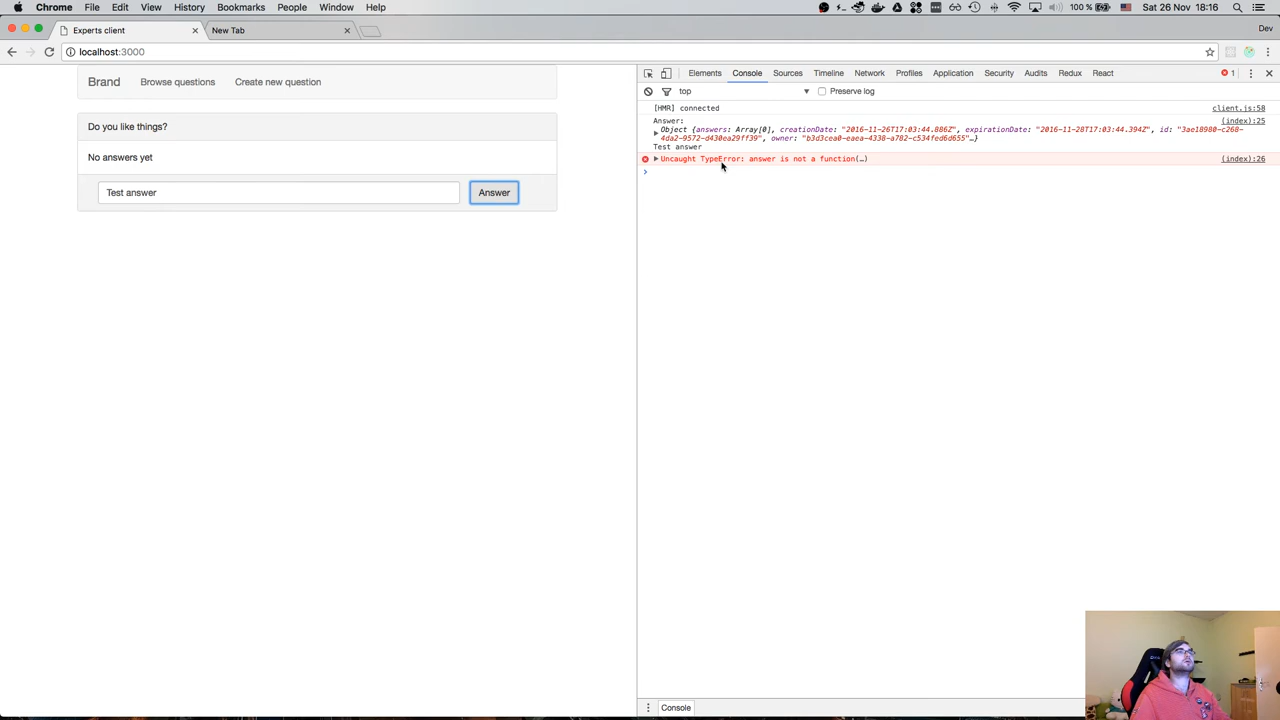 Chrome File Edit View History Bookmarks People Window Help
100 % Sat 26 Nov 18:16
Experts client
New Tab
Dev
localhost:3000
Brand Browse questions Create new question
Do you like things?
No answers yet
Test answer
Answer
Elements Console Sources Timeline Network Profiles Application Security Audits Redux React
1
top
Preserve log
[HMR] connected client.js:58
Answer: (index):25
Object {answers: Array[0], creationDate: "2016-11-26T17:03:44.886Z", expirationDate: "2016-11-28T17:03:44.394Z", id: "3ae18980-c268-
4da2-9572-d430ea29ff39", owner: "b3d3cea0-eaea-4338-a782-c534fed6d655"…}
Test answer
Uncaught TypeError: answer is not a function(…) (index):26
Console